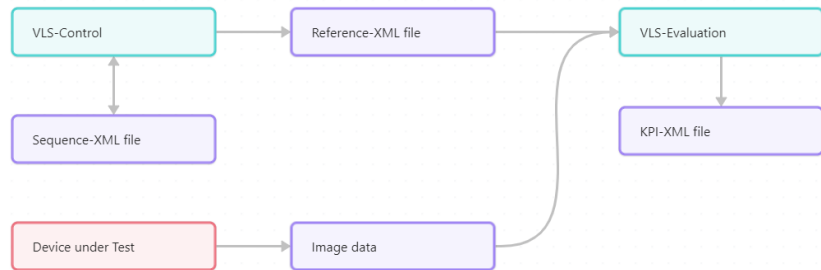 VLS-Control
Reference-XML file
VLS-Evaluation
Sequence-XML file
KPI-XML file
Device under Test
Image data